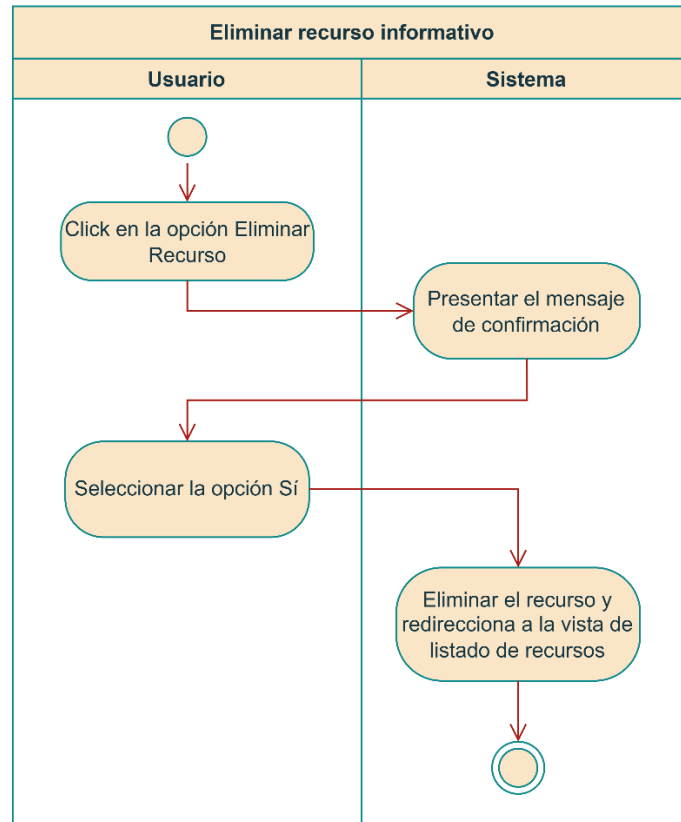 Eliminar recurso informativo
Usuario
Sistema
Click en la opción Eliminar
Recurso
Presentar el mensaje
de confirmación
Seleccionar la opción Sí
Eliminar el recurso y
redirecciona a la vista de
listado de recursos